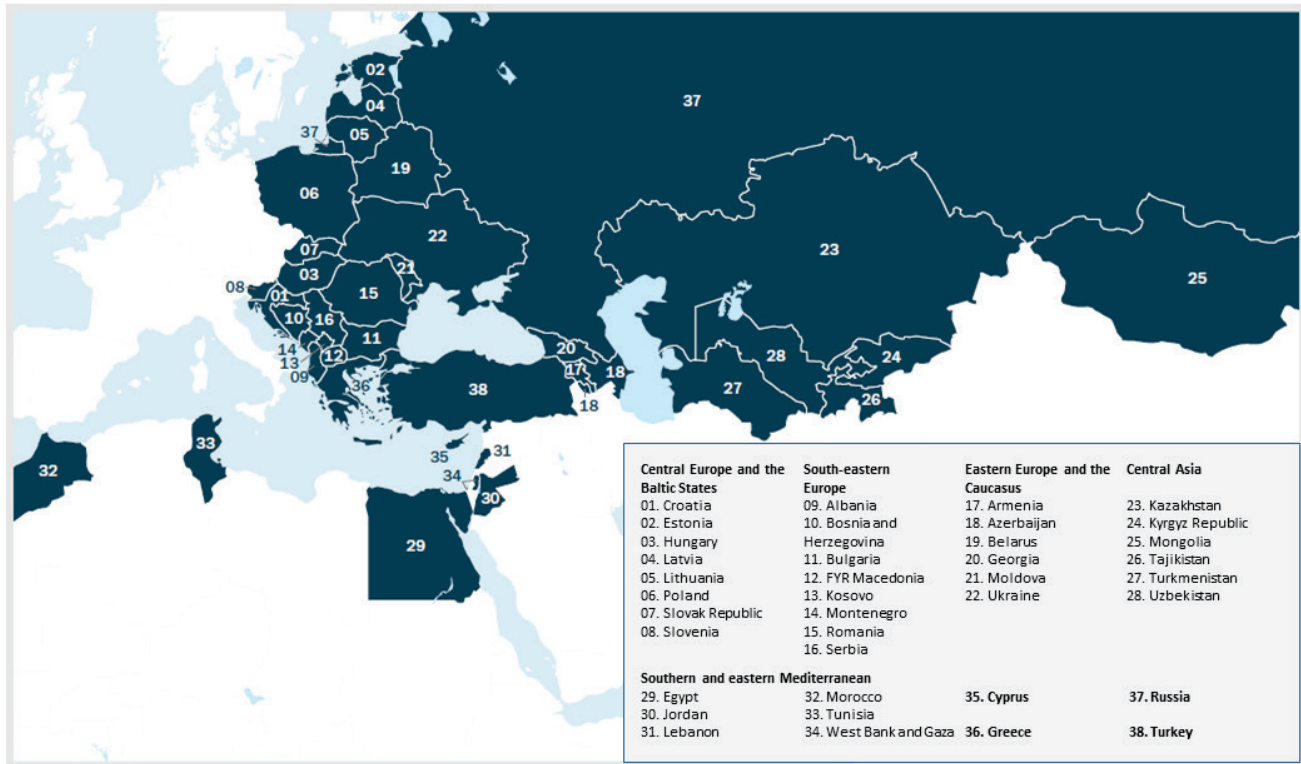 02
37
04
37
05
19
06
22
07
23
03
21
25
08
01
15
10
16
11
20
28
24
14
12
17
13
18
09
36
38
27
26
18
33
35
31
32
34
30
29
Central Europe and the Baltic States
01. Croatia
02. Estonia
03. Hungary
04. Latvia
05. Lithuania
06. Poland
07. Slovak Republic
08. Slovenia
South-eastern Europe
09. Albania
10. Bosnia and Herzegovina
11. Bulgaria
12. FYR Macedonia
13. Kosovo
14. Montenegro
15. Romania
16. Serbia
Eastern Europe and the Caucasus
17. Armenia
18. Azerbaijan
19. Belarus
20. Georgia
21. Moldova
22. Ukraine
Central Asia
23. Kazakhstan
24. Kyrgyz Republic
25. Mongolia
26. Tajikistan
27. Turkmenistan
28. Uzbekistan
Southern and eastern Mediterranean
29. Egypt
30. Jordan
31. Lebanon
32. Morocco
33. Tunisia
34. West Bank and Gaza
35. Cyprus
36. Greece
37. Russia
38. Turkey